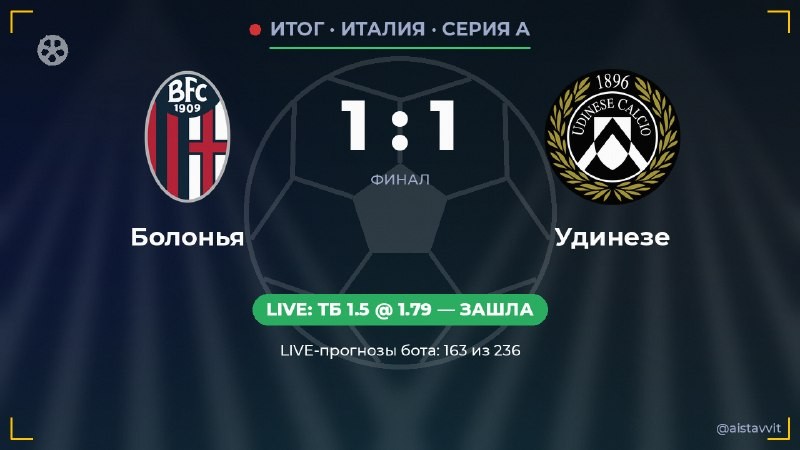 ИТОГ · ИТАЛИЯ · СЕРИЯ А
BFC
1909
1 : 1
1896
UDINESE CALCIO
ФИНАЛ
Болонья
Удинезе
LIVE: ТБ 1.5 @ 1.79 — ЗАШЛА
LIVE-прогнозы бота: 163 из 236
@aistavvit